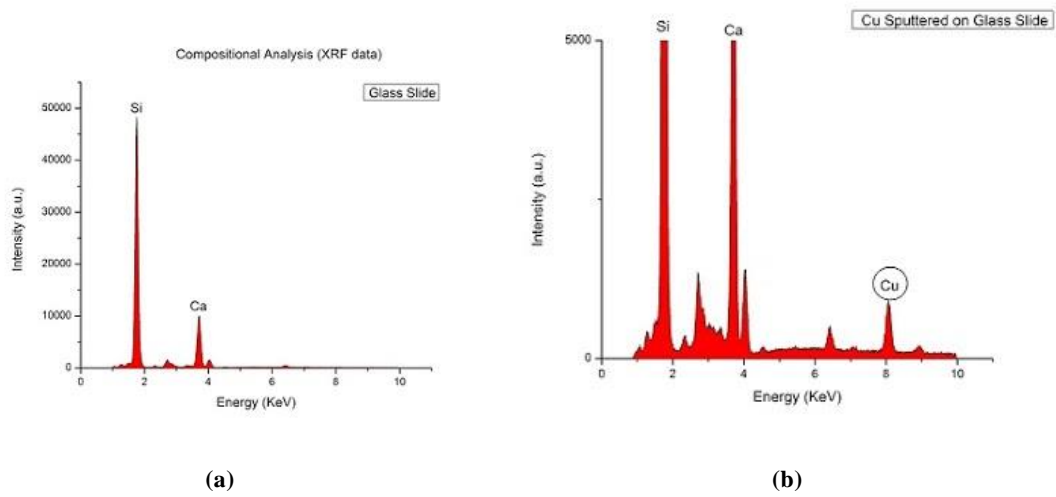 Compositional Analysis (XRF data)
Glass Slide
Si
Ca
Intensity (a.u.)
50000
40000
30000
20000
10000
0
0 2 4 6 8 10
Energy (KeV)
(a)
Cu Sputtered on Glass Slide
Si
Ca
Cu
Intensity (a.u.)
5000
0
0 2 4 6 8 10
Energy (KeV)
(b)